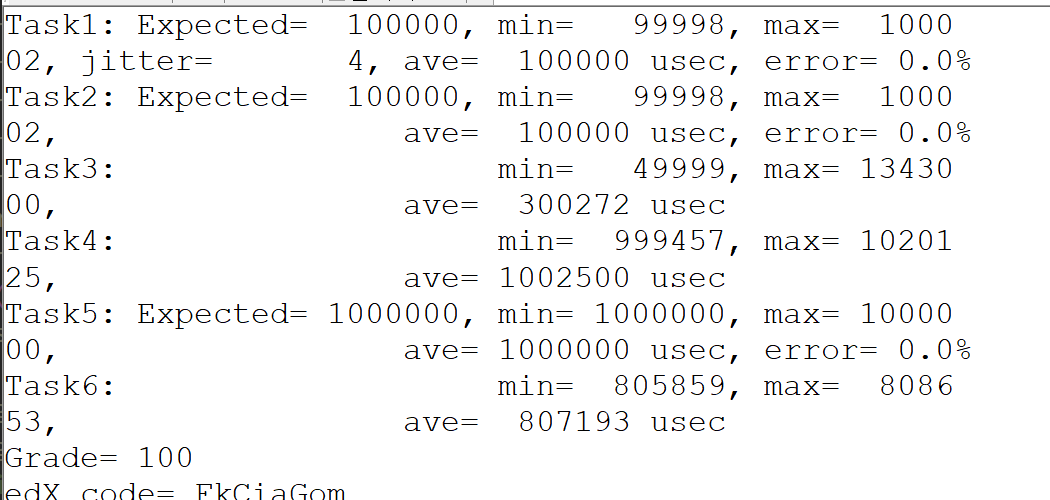 Task1: Expected=  100000, min=   99998, max=  1000
02, jitter=       4, ave=  100000 usec, error= 0.0%
Task2: Expected=  100000, min=   99998, max=  1000
02,                  ave=  100000 usec, error= 0.0%
Task3:                    min=   49999, max= 13430
00,                  ave=  300272 usec
Task4:                    min=  999457, max= 10201
25,                  ave= 1002500 usec
Task5: Expected= 1000000, min= 1000000, max= 10000
00,                  ave= 1000000 usec, error= 0.0%
Task6:                    min=  805859, max=  8086
53,                  ave=  807193 usec
Grade= 100
edX code=